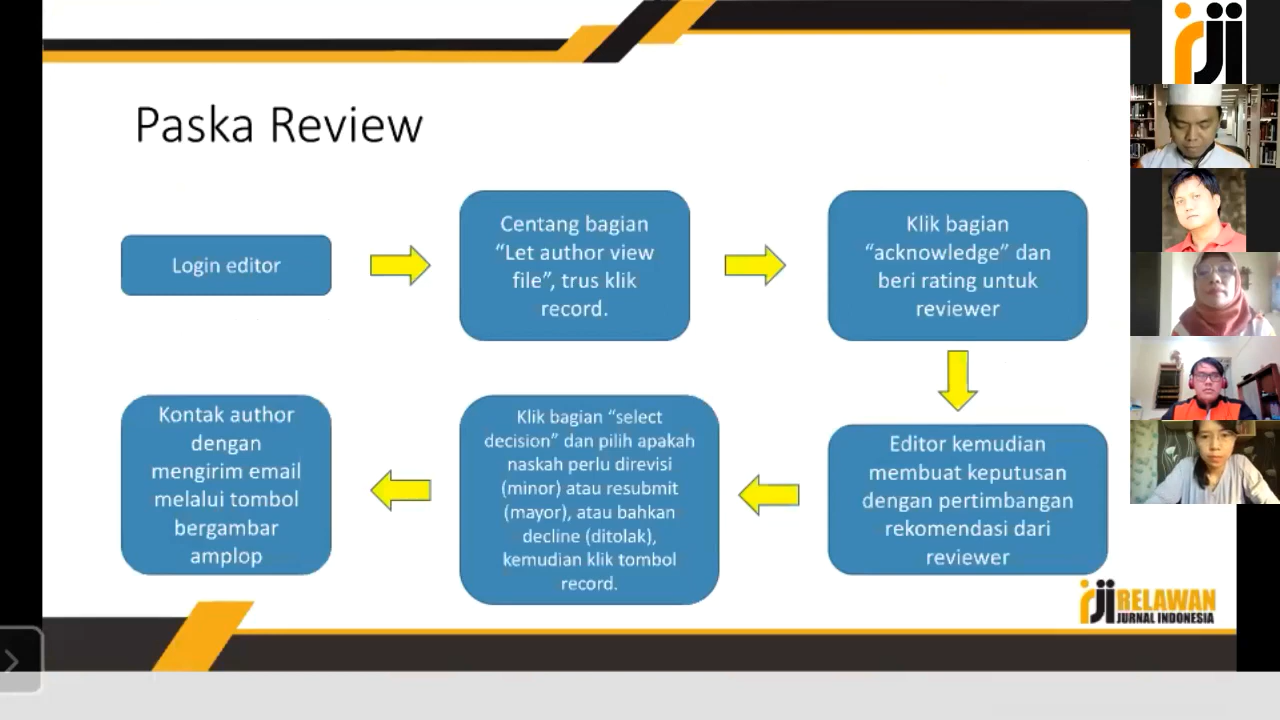 Paska Review
Login editor
Centang bagian
“Let author view
file”, trus klik
record.
Klik bagian
“acknowledge” dan
beri rating untuk
reviewer
Editor kemudian
membuat keputusan
dengan pertimbangan
rekomendasi dari
reviewer
Klik bagian “select
decision” dan pilih apakah
naskah perlu direvisi
(minor) atau resubmit
(mayor), atau bahkan
decline (ditolak),
kemudian klik tombol
record.
Kontak author
dengan
mengirim email
melalui tombol
bergambar
amplop
rji RELAWAN
JURNAL INDONESIA
rji